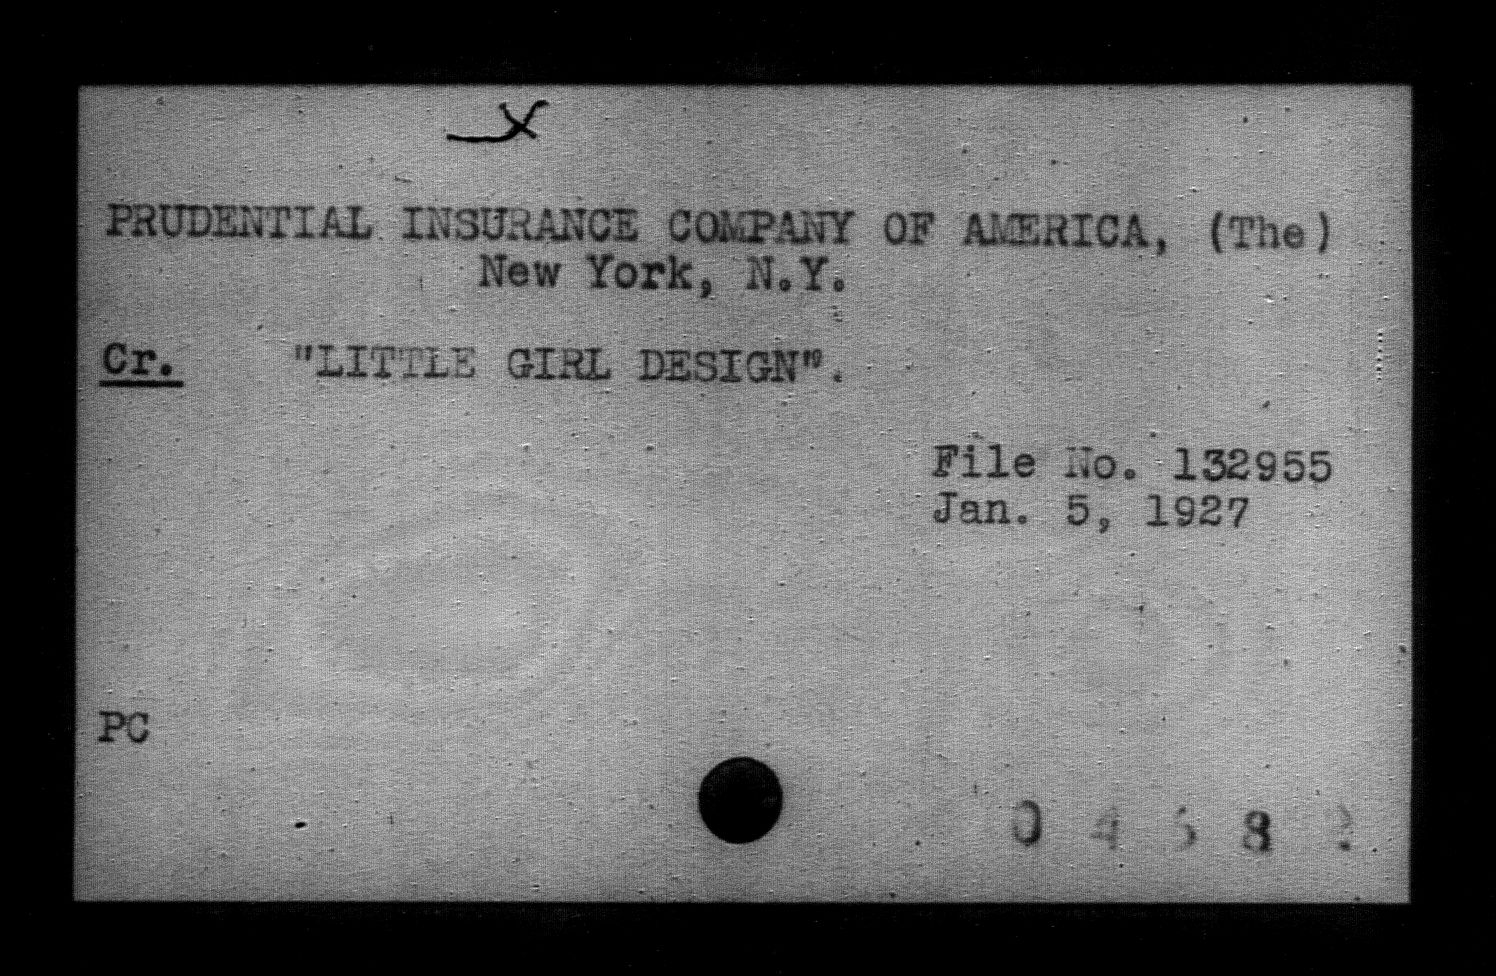 PRUDENTIAL INSURANCE COMPANY OF AMERICA, (The)
New York, N.Y.
Cr. "LITTLE GIRL DESIGN".
File No. 132955
Jan. 5, 1927
PC